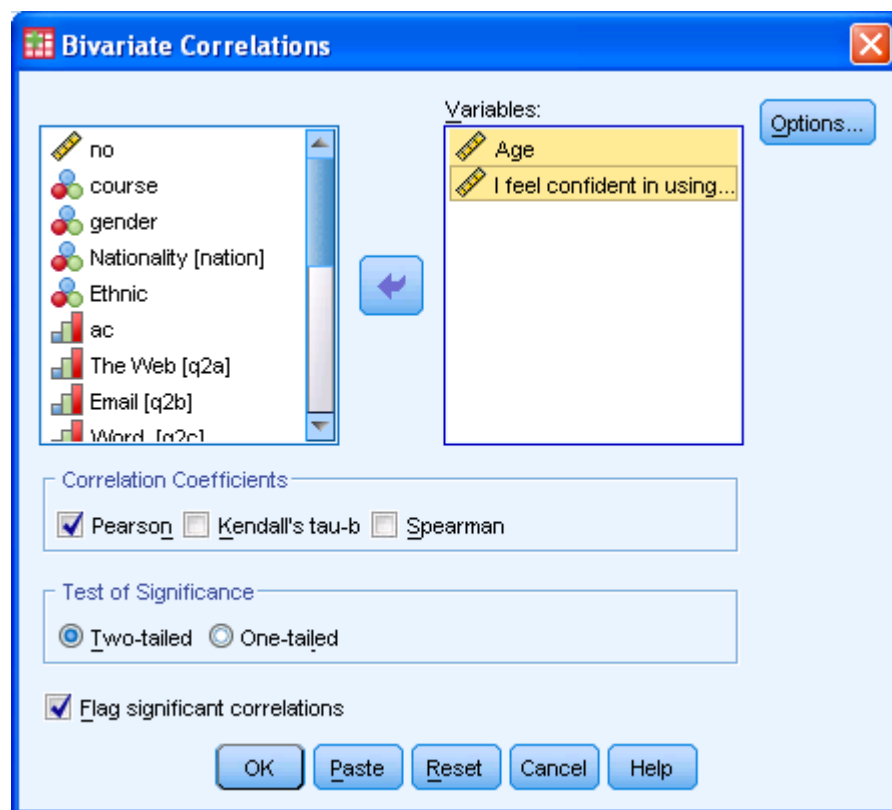 Bivariate Correlations
Variables:
Options...
no
course
gender
Nationality [nation]
Ethnic
ac
The Web [q2a]
Email [q2b]
Word [q2c]
Age
I feel confident in using...
Correlation Coefficients
Pearson Kendall's tau-b Spearman
Test of Significance
Two-tailed One-tailed
Flag significant correlations
OK Paste Reset Cancel Help